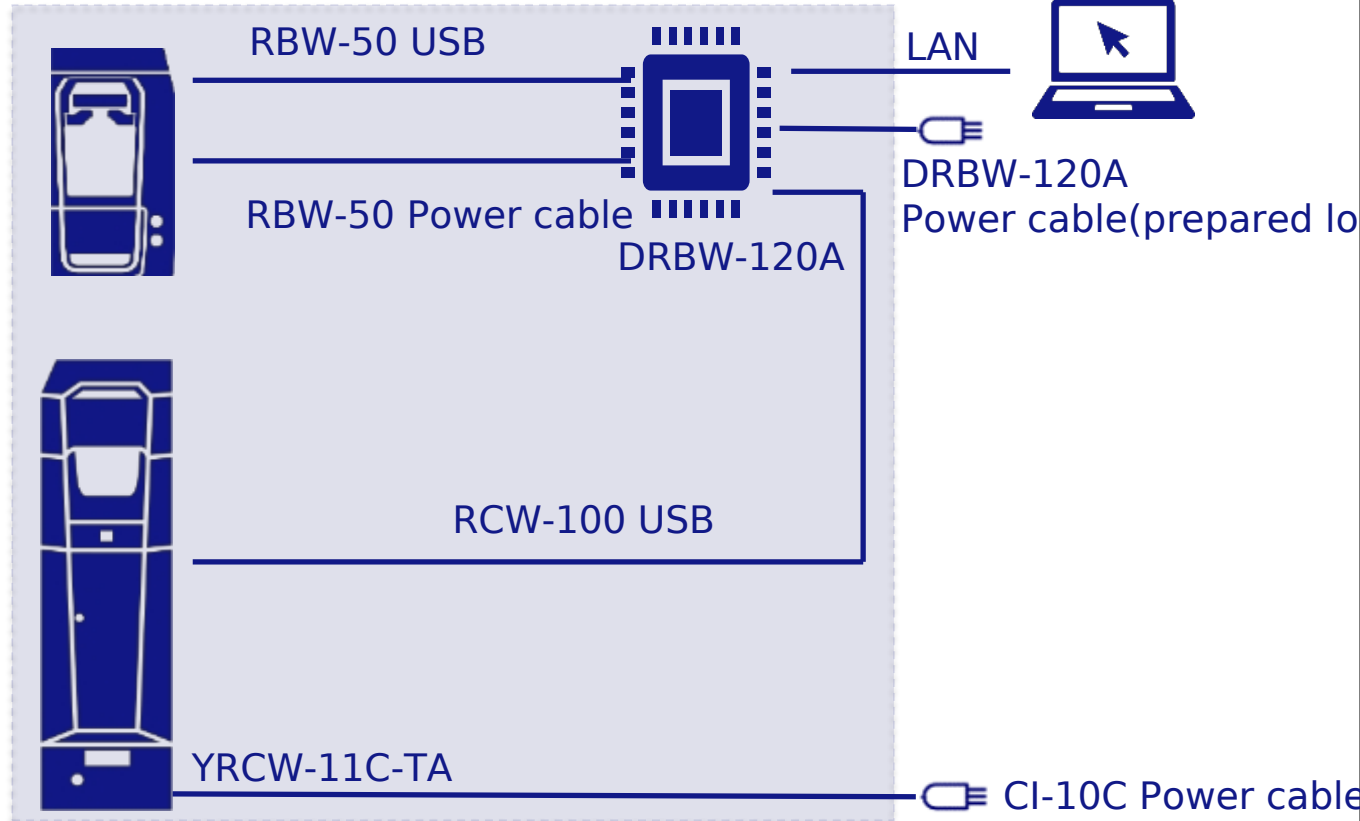 RBW-50 USB
LAN
RBW-50 Power cable
DRBW-120A
DRBW-120A
Power cable(prepared lo
RCW-100 USB
YRCW-11C-TA
CI-10C Power cable